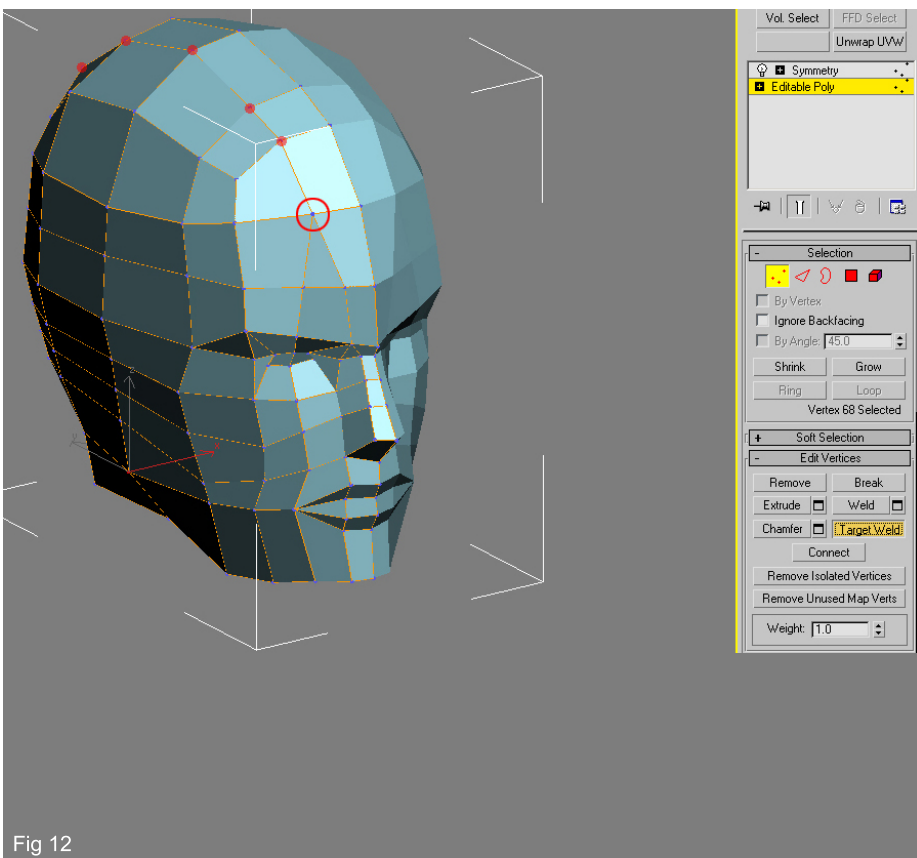 Vol. Select FFD Select
Unwrap UVW
Symmetry
Editable Poly
- Selection
By Vertex
Ignore Backfacing
By Angle: 45.0
Shrink Grow
Ring Loop
Vertex 68 Selected
+ Soft Selection
- Edit Vertices
Remove Break
Extrude Weld
Chamfer Target Weld
Connect
Remove Isolated Vertices
Remove Unused Map Verts
Weight: 1.0
Fig 12